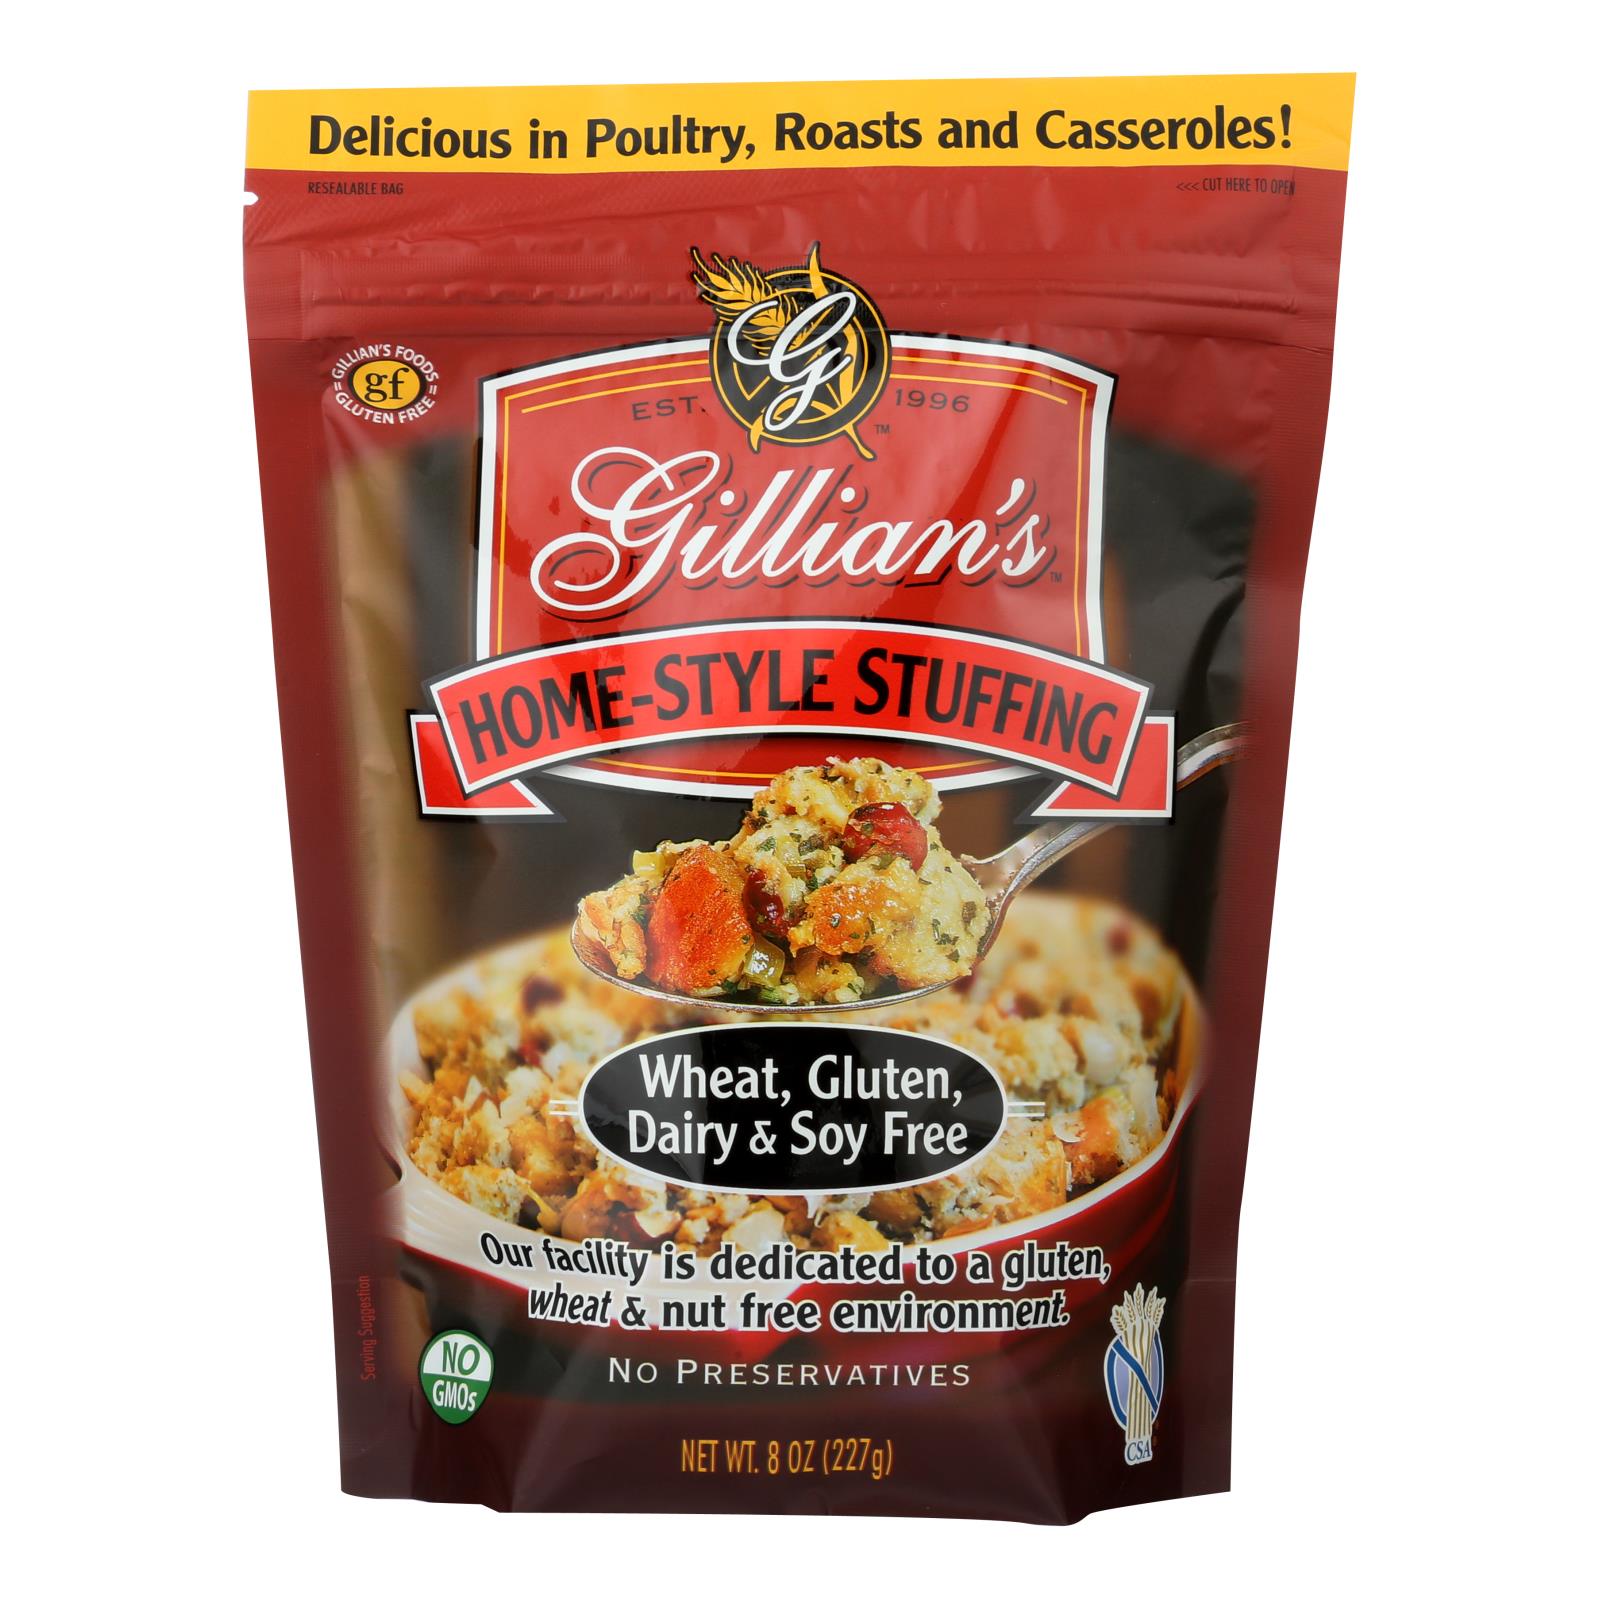 Delicious in Poultry, Roasts and Casseroles!
RESEALABLE BAG
<<< CUT HERE TO OPEN
G
TM
GILLIAN'S FOODS
gf
= GLUTEN FREE =
EST. 1996
Gillian's TM
HOME-STYLE STUFFING
Wheat, Gluten,
Dairy & Soy Free
Our facility is dedicated to a gluten,
wheat & nut free environment.
Serving Suggestion
NO
GMOs
NO PRESERVATIVES
CSA®
NET WT. 8 OZ (227g)